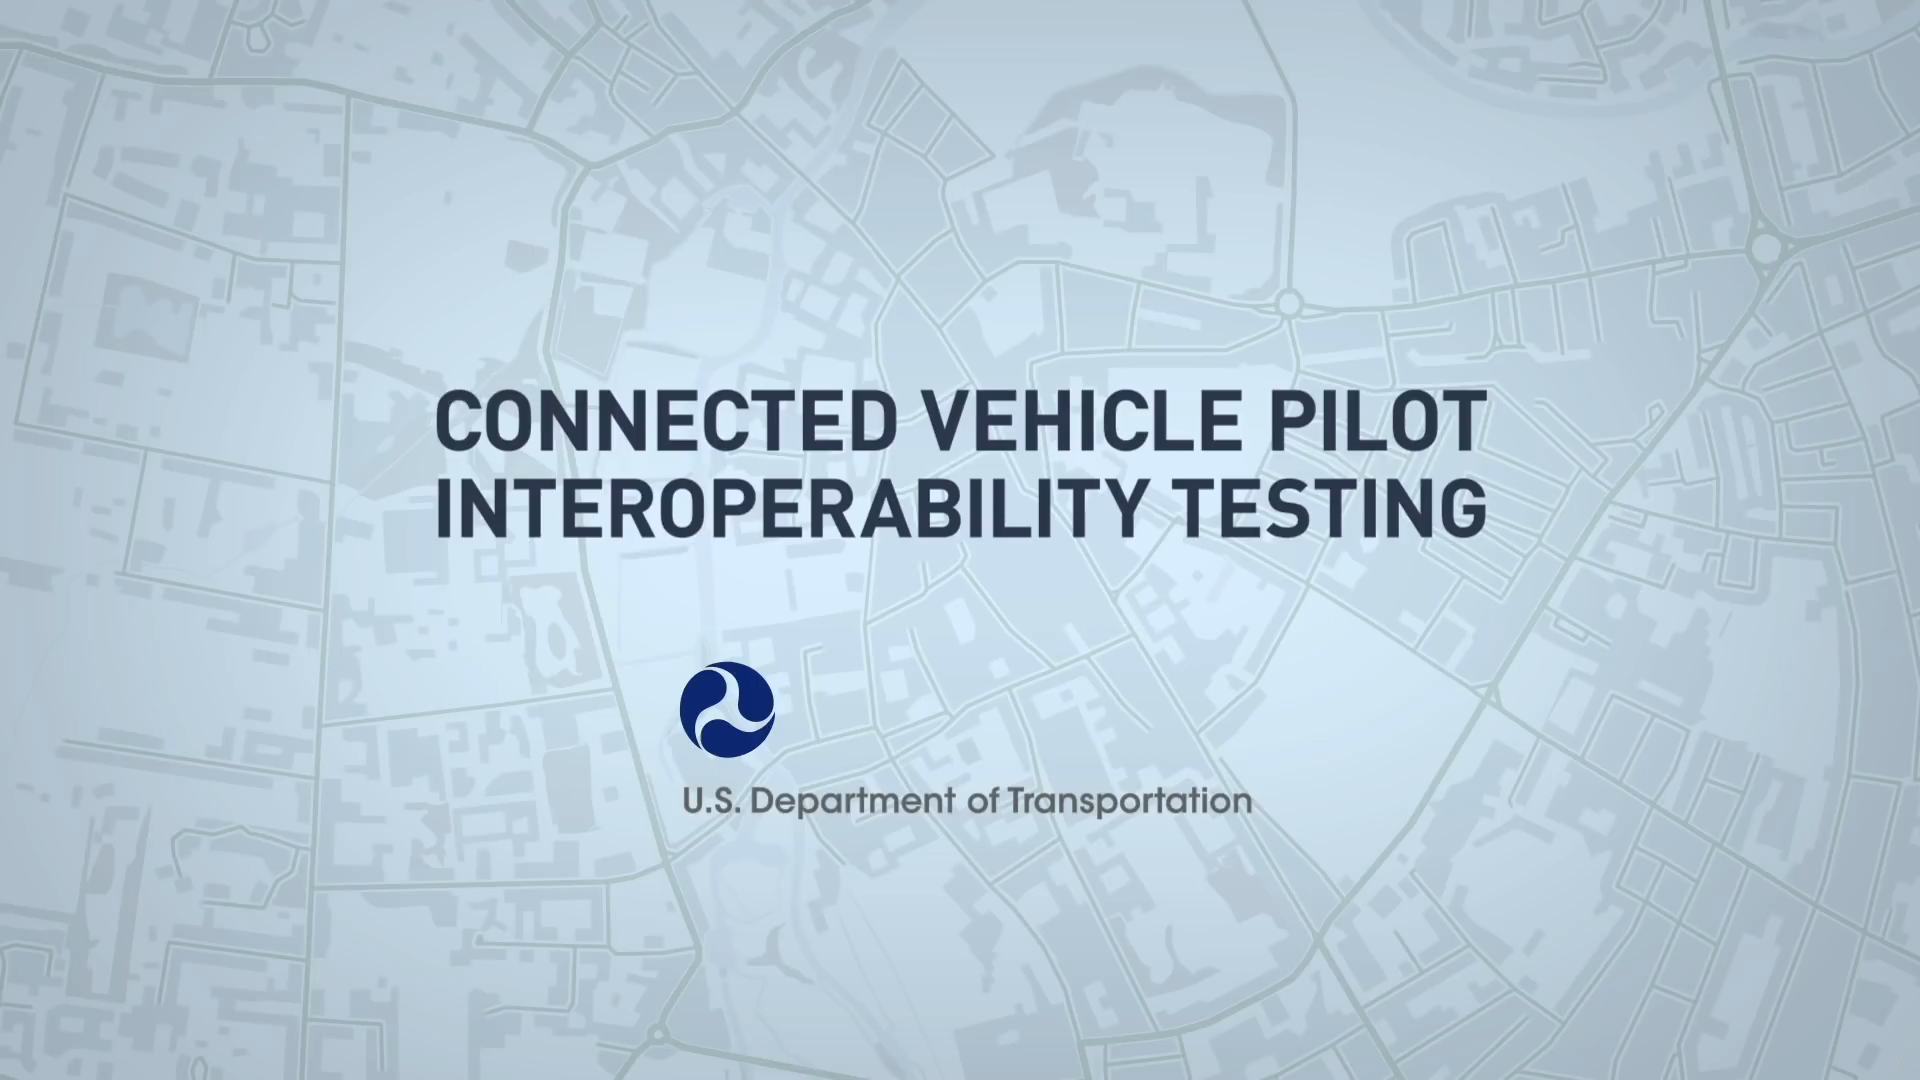 CONNECTED VEHICLE PILOT
INTEROPERABILITY TESTING
U.S. Department of Transportation